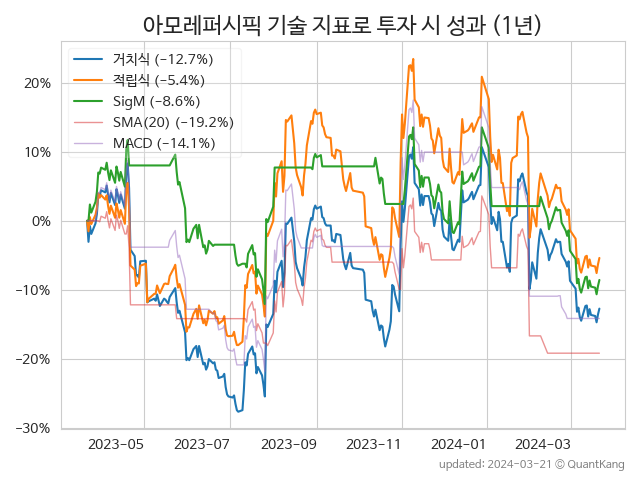 아모레퍼시픽 기술 지표로 투자 시 성과 (1년)
거치식 (−12.7%)
적립식 (−5.4%)
SigM (−8.6%)
SMA(20) (−19.2%)
MACD (−14.1%)
20%
10%
0%
−10%
−20%
−30%
2023-05 2023-07 2023-09 2023-11 2024-01 2024-03
updated: 2024-03-21 © QuantKang